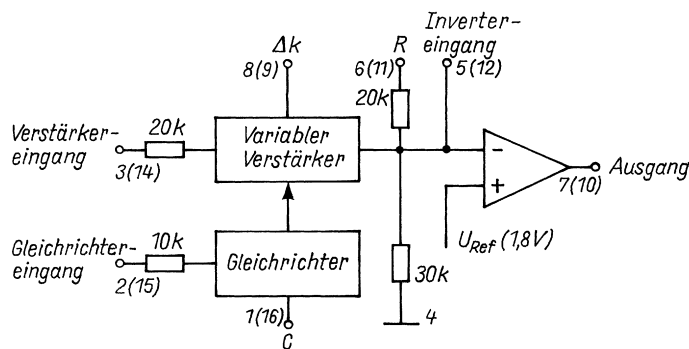 Δk
8(9)
R
6(11)
20k
Inverter-
eingang
5(12)
Verstärker-
eingang
20k
3(14)
Variabler
Verstärker
−
+
7(10)
Ausgang
URef (1,8V)
Gleichrichter-
eingang
10k
2(15)
Gleichrichter
30k
1(16)
C
4